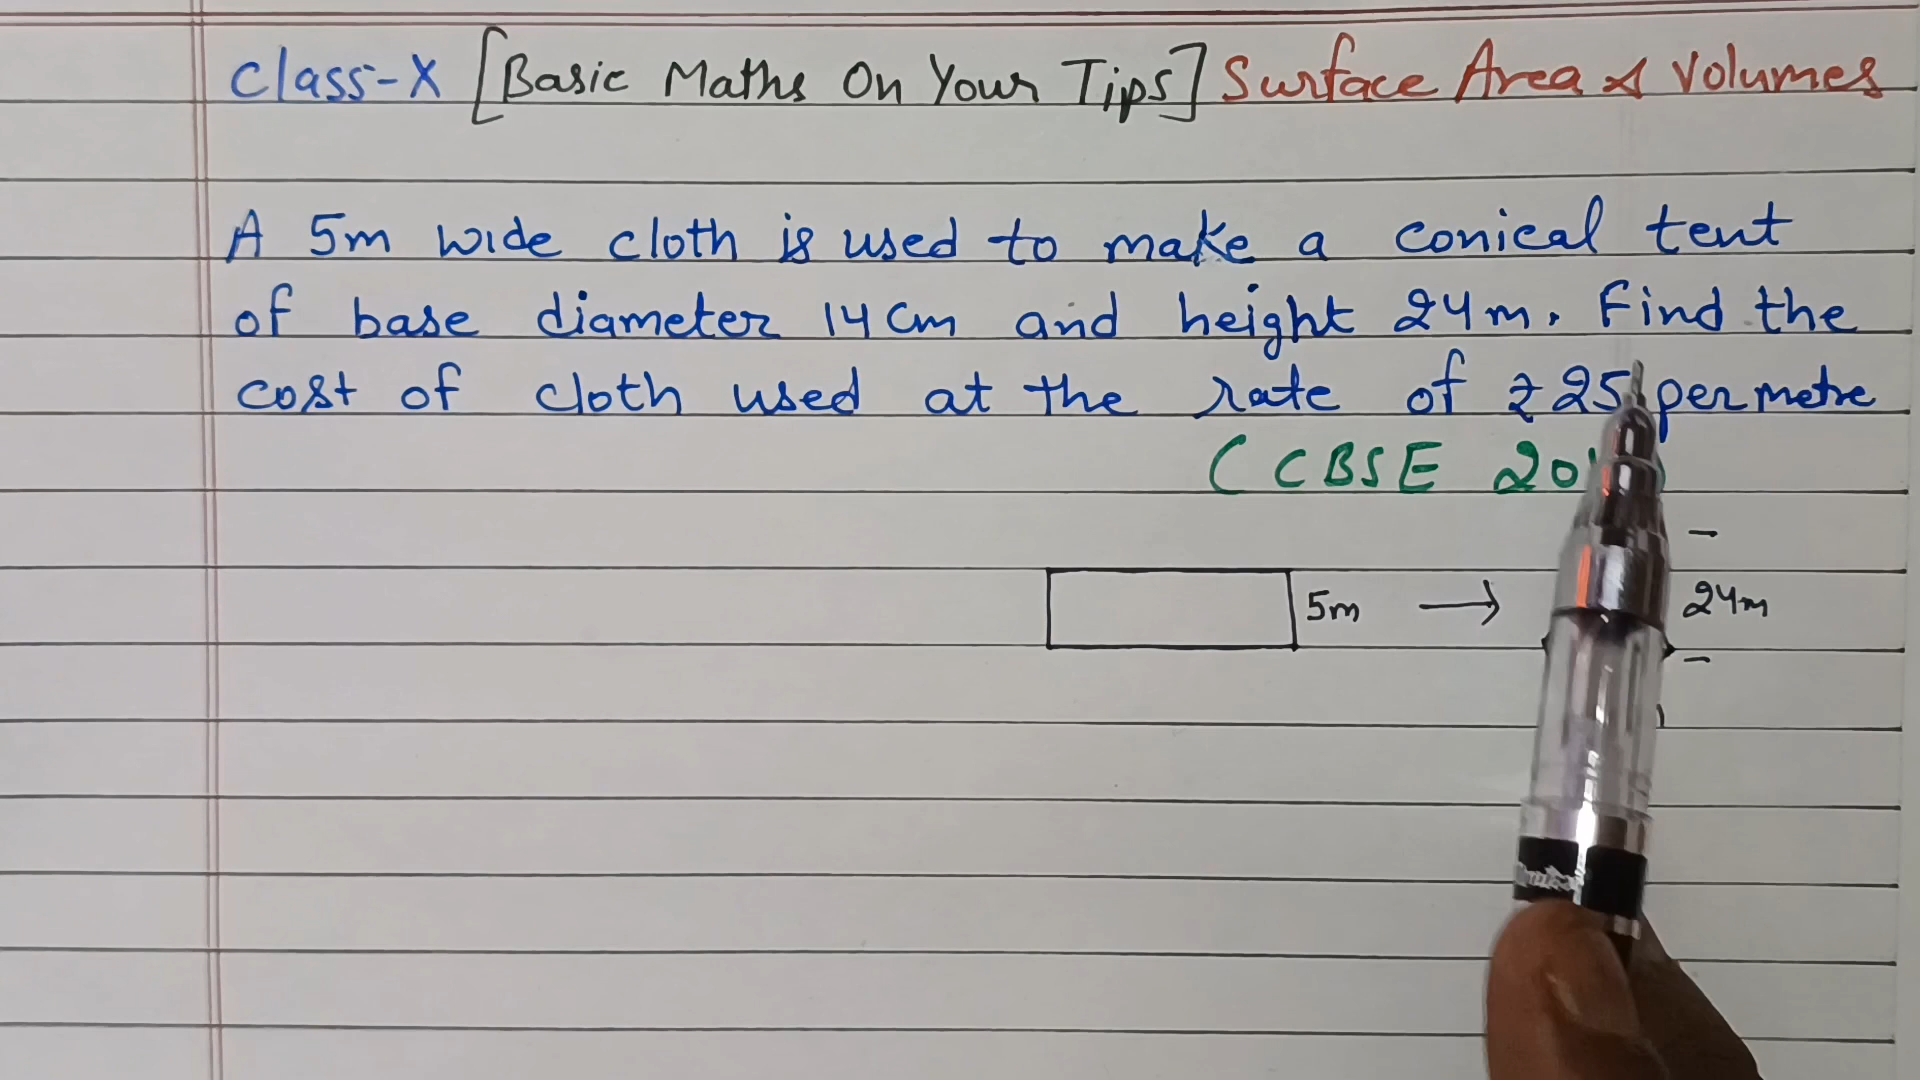 Class-X [Basic Maths On Your Tips] Surface Area & Volumes
A 5m wide cloth is used to make a conical tent
of base diameter 14 cm and height 24m. Find the
cost of cloth used at the rate of ₹25 per metre
(CBSE
5m → 24m